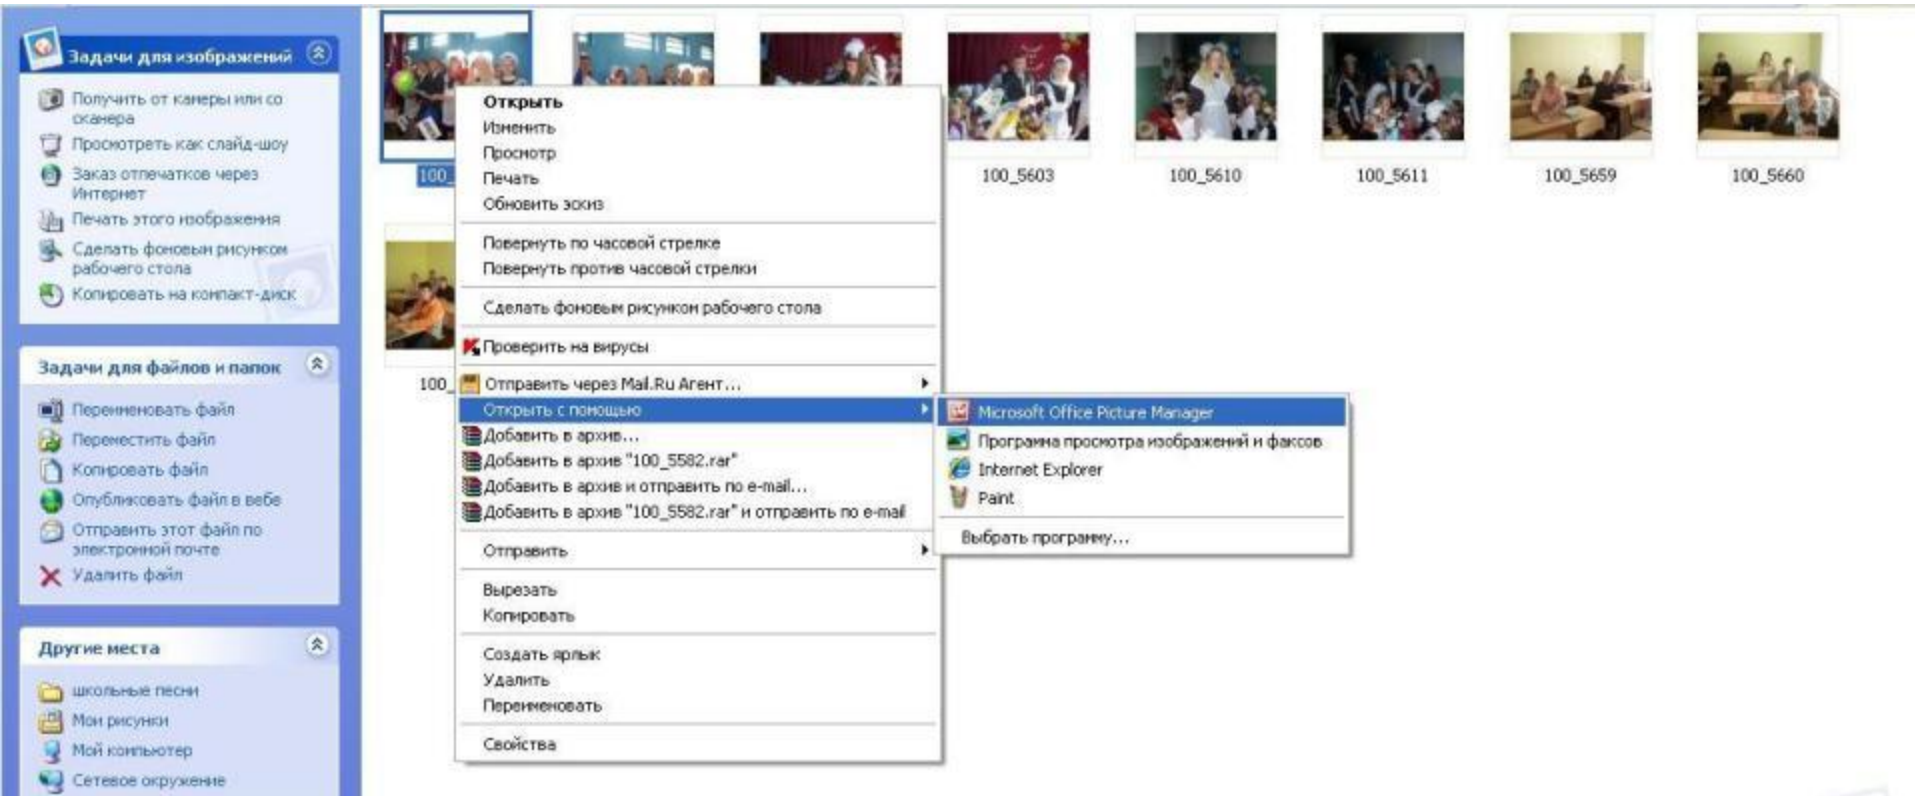 Задачи для изображений
Получить от камеры или со
сканера
Просмотреть как слайд-шоу
Заказ отпечатков через
Интернет
Печать этого изображения
Сделать фоновым рисунком
рабочего стола
Копировать на компакт-диск
Задачи для файлов и папок
Переименовать файл
Переместить файл
Копировать файл
Опубликовать файл в вебе
Отправить этот файл по
электронной почте
Удалить файл
Другие места
школьные песни
Мои рисунки
Мой компьютер
Сетевое окружение
100_
100_5603
100_5610
100_5611
100_5659
100_5660
100_
Открыть
Изменить
Просмотр
Печать
Обновить эскиз
Повернуть по часовой стрелке
Повернуть против часовой стрелки
Сделать фоновым рисунком рабочего стола
Проверить на вирусы
Отправить через Mail.Ru Агент...
Открыть с помощью
Добавить в архив...
Добавить в архив "100_5582.rar"
Добавить в архив и отправить по e-mail...
Добавить в архив "100_5582.rar" и отправить по e-mail
Отправить
Вырезать
Копировать
Создать ярлык
Удалить
Переименовать
Свойства
Microsoft Office Picture Manager
Программа просмотра изображений и факсов
Internet Explorer
Paint
Выбрать программу...